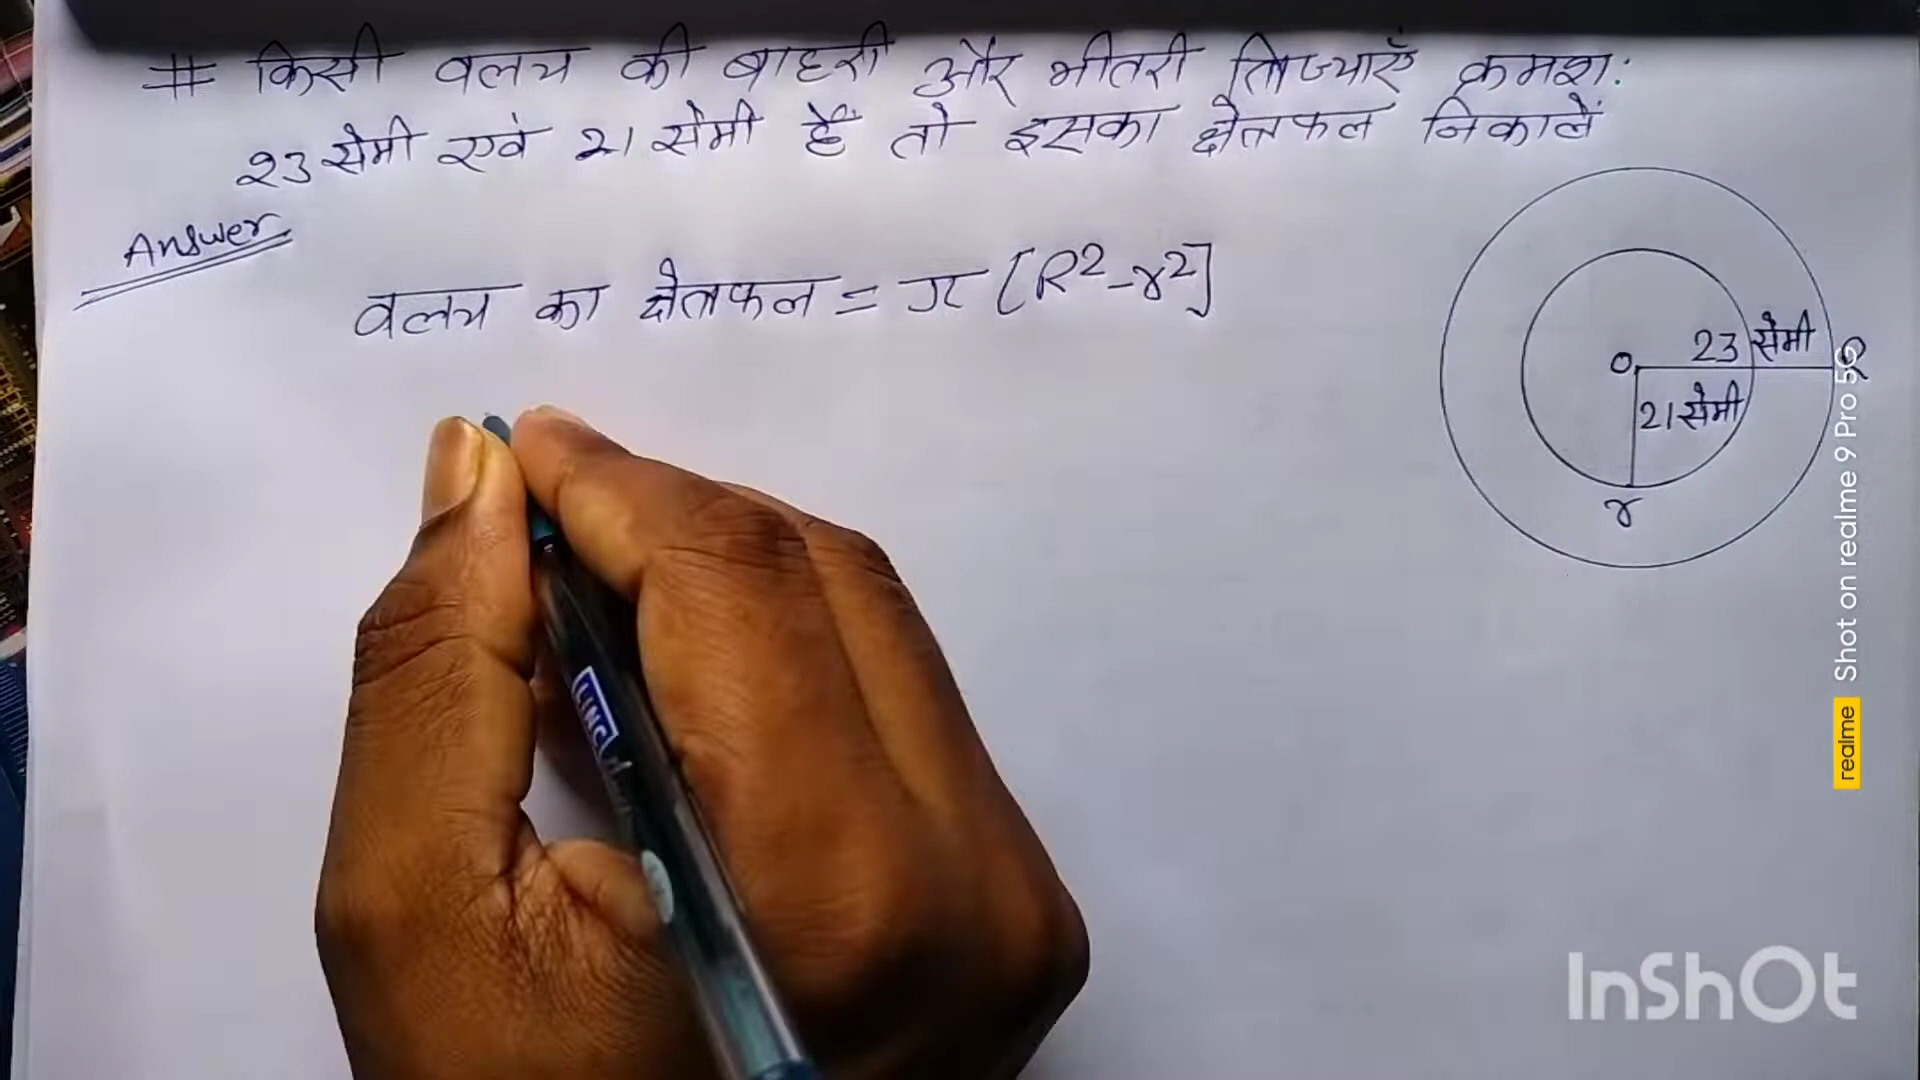 # किसी वलय की बाहरी और भीतरी त्रिज्याएँ क्रमश:
23 सेमी एवं 21 सेमी हैं तो इसका क्षेत्रफल निकालें
Answer
वलय का क्षेत्रफल = π [R²-r²]
O 23 सेमी R
21 सेमी
r
LINC
realme Shot on realme 9 Pro 5G
InShOt